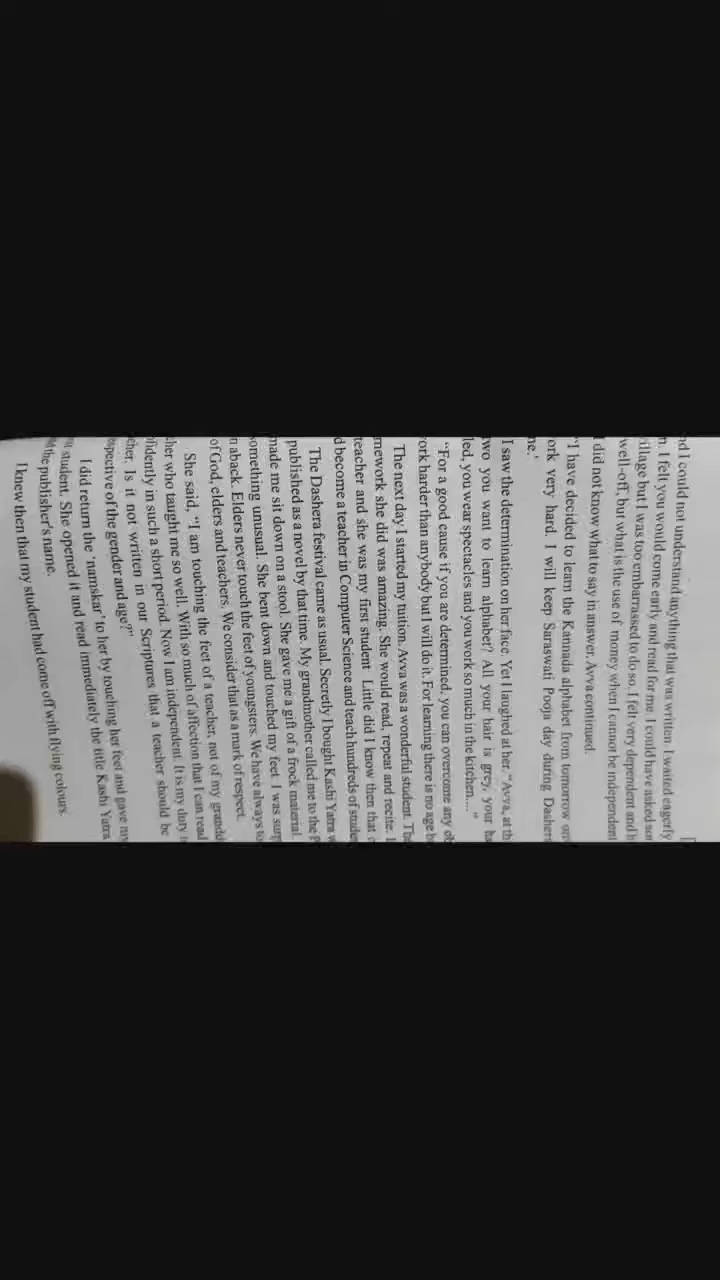 nd I could not understand anything that was written. I waited eagerly
n. I felt you would come early and read for me. I could have asked
illage but I was too embarrassed to do so. I felt very dependent and
well-off, but what is the use of money when I cannot be independent
did not know what to say in answer. Avva continued.
"I have decided to learn the Kannada alphabet from tomorrow
ork very hard. I will keep Saraswati Pooja day during Dasher
ne.'
I saw the determination on her face. Yet I laughed at her. "Avva, at th
two you want to learn alphabet? All your hair is grey, your ha
led, you wear spectacles and you work so much in the kitchen...."
"For a good cause if you are determined, you can overcome any ob
ork harder than anybody but I will do it. For learning there is no age b
The next day I started my tuition. Avva was a wonderful student. The
mework she did was amazing. She would read, repeat and recite. I
teacher and she was my first student Little did I know then that
d become a teacher in Computer Science and teach hundreds of stude
The Dashera festival came as usual. Secretly I bought Kashi Yatra w
published as a novel by that time. My grandmother called me to the p
made me sit down on a stool. She gave me a gift of a frock material.
omething unusual. She bent down and touched my feet. I was surp
n aback. Elders never touch the feet of youngsters. We have always to
of God, elders and teachers. We consider that as a mark of respect.
She said, "I am touching the feet of a teacher, not of my grand
cher who taught me so well. With so much of affection that I can read
fidently in such a short period. Now I am independent. It is my duty
cher. Is it not written in our Scriptures that a teacher should be
espective of the gender and age?"
I did return the 'namskar' to her by touching her feet and gave my
student. She opened it and read immediately the title Kashi Yatra
the publisher's name.
I knew then that my student had come off with flying colours.